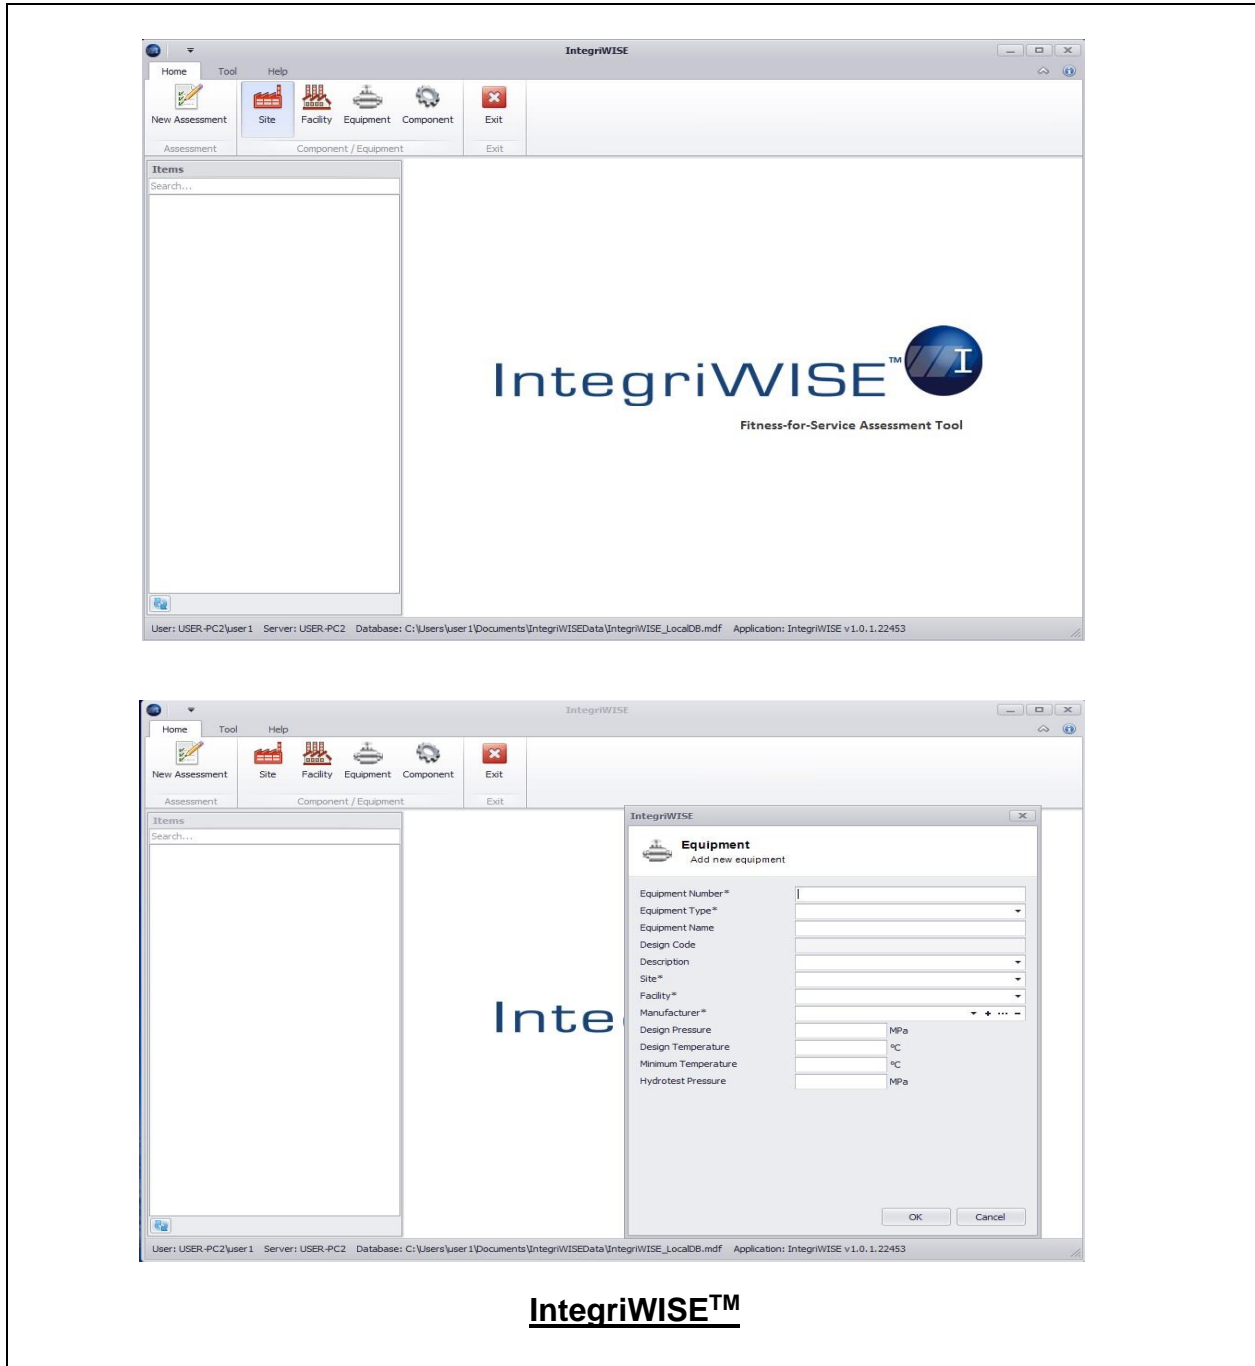 IntegriWISE
Home Tool Help
New Assessment Site Facility Equipment Component Exit
Assessment Component / Equipment Exit
Items
Search...
IntegriWISE™ I
Fitness-for-Service Assessment Tool
User: USER-PC2\user1 Server: USER-PC2 Database: C:\Users\user1\Documents\IntegriWISEData\IntegriWISE_LocalDB.mdf Application: IntegriWISE v1.0.1.22453
IntegriWISE
Home Tool Help
New Assessment Site Facility Equipment Component Exit
Assessment Component / Equipment Exit
Items
Search...
Inte
IntegriWISE
Equipment
Add new equipment
Equipment Number*
Equipment Type*
Equipment Name
Design Code
Description
Site*
Facility*
Manufacturer*
Design Pressure MPa
Design Temperature ºC
Minimum Temperature ºC
Hydrotest Pressure MPa
OK Cancel
User: USER-PC2\user1 Server: USER-PC2 Database: C:\Users\user1\Documents\IntegriWISEData\IntegriWISE_LocalDB.mdf Application: IntegriWISE v1.0.1.22453
IntegriWISE™